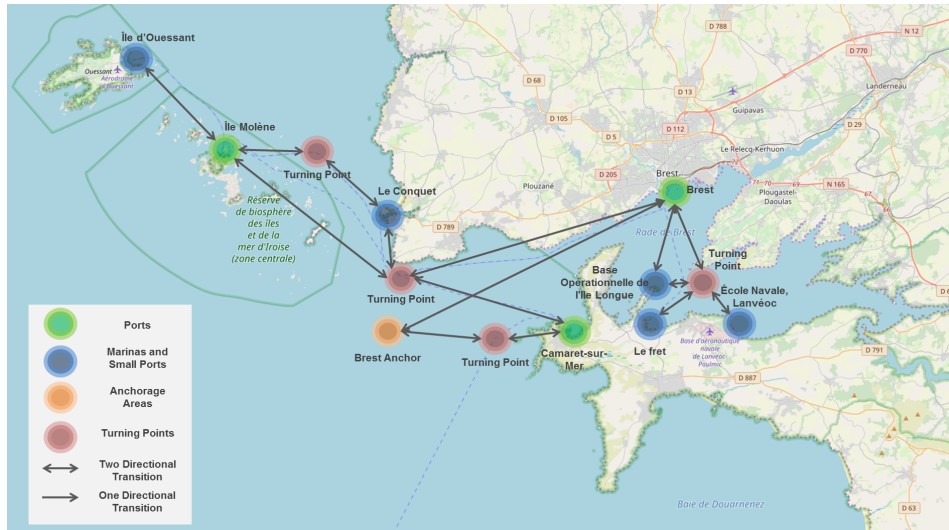 D 788
N 12
Île d'Ouessant
D 770
Ouessant
Aérodrome
d'Ouessant
D 68
D 13
Landerneau
Guipavas
D 105
D 29
Île Molène
D 112
D 5
Le Relecq-Kerhuon
Turning Point
D 205
Brest
Brest
N 165
Plouzané
Plougastel-
Daoulas
Le Conquet
Réserve
de biosphère
des îles
et de la
mer d'Iroise
(zone centrale)
D 789
Rade de Brest
Turning
Point
Base
Opérationnelle de
l'Ile Longue
Turning Point
École Navale,
Lanvéoc
Ports
Brest Anchor
Turning Point
Camaret-sur-
Mer
Le fret
Base d'aéronautique
navale
de Lanvéoc
Poulmic
D 791
Marinas and
Small Ports
D 887
Anchorage
Areas
Turning Points
Two Directional
Transition
One Directional
Transition
Baie de Douarnenez
D 63